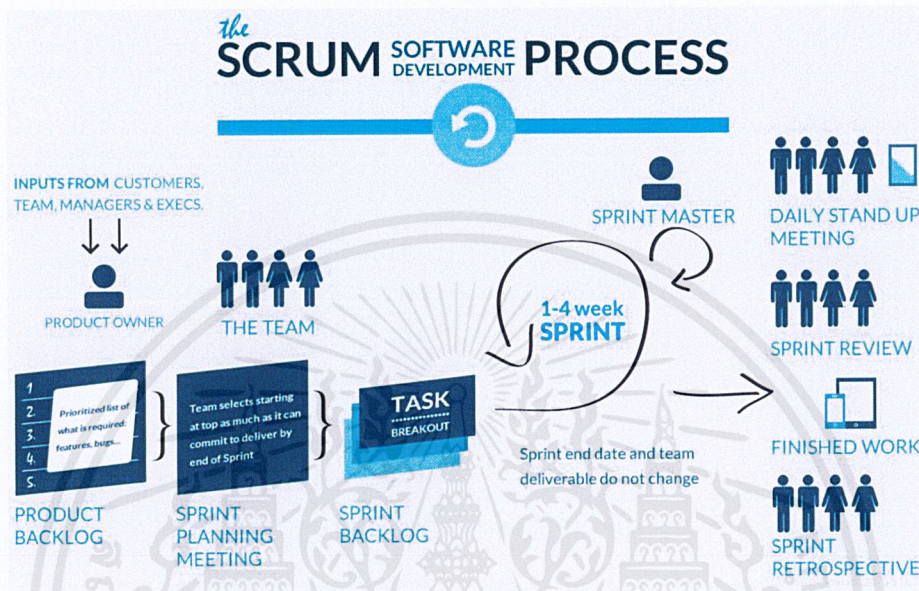 the
SCRUM SOFTWARE DEVELOPMENT PROCESS
INPUTS FROM CUSTOMERS,
TEAM, MANAGERS & EXECS.
PRODUCT OWNER
THE TEAM
SPRINT MASTER
DAILY STAND UP
MEETING
1-4 week
SPRINT
SPRINT REVIEW
1
2.
3.
4.
5.
Prioritized list of
what is required:
features, bugs...
Team selects starting
at top as much as it can
commit to deliver by
end of Sprint
TASK
BREAKOUT
Sprint end date and team
deliverable do not change
FINISHED WORK
PRODUCT
BACKLOG
SPRINT
PLANNING
MEETING
SPRINT
BACKLOG
SPRINT
RETROSPECTIVE